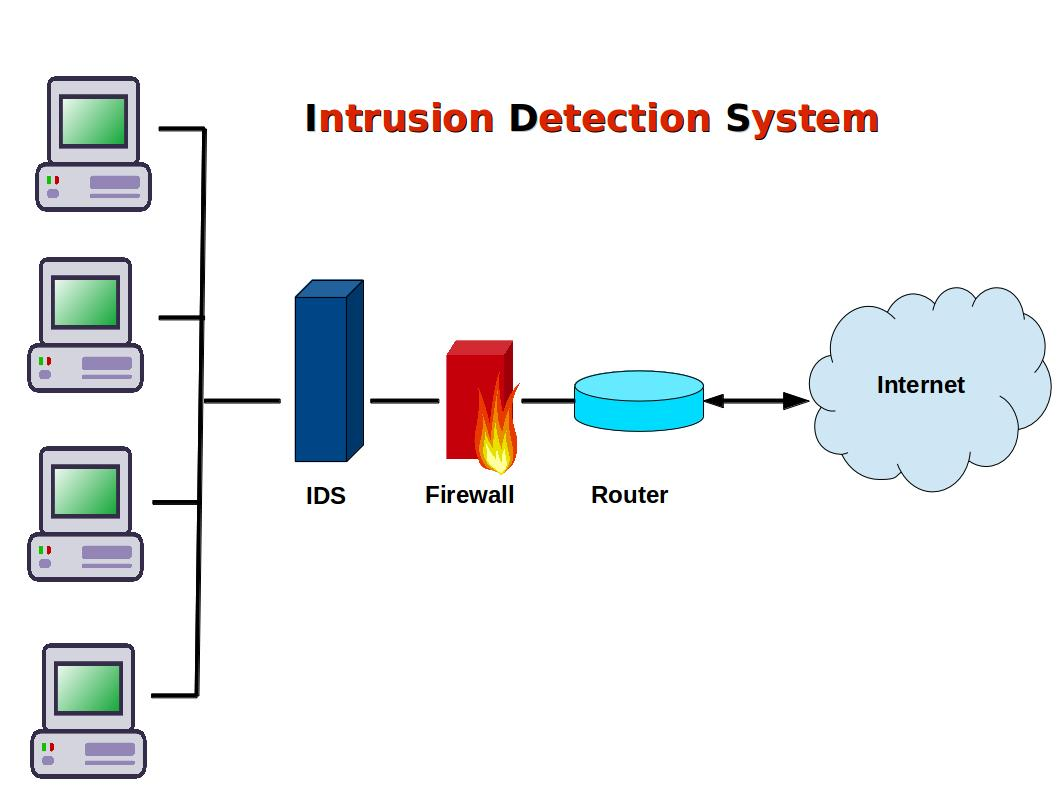 Intrusion Detection System
Internet
IDS
Firewall
Router